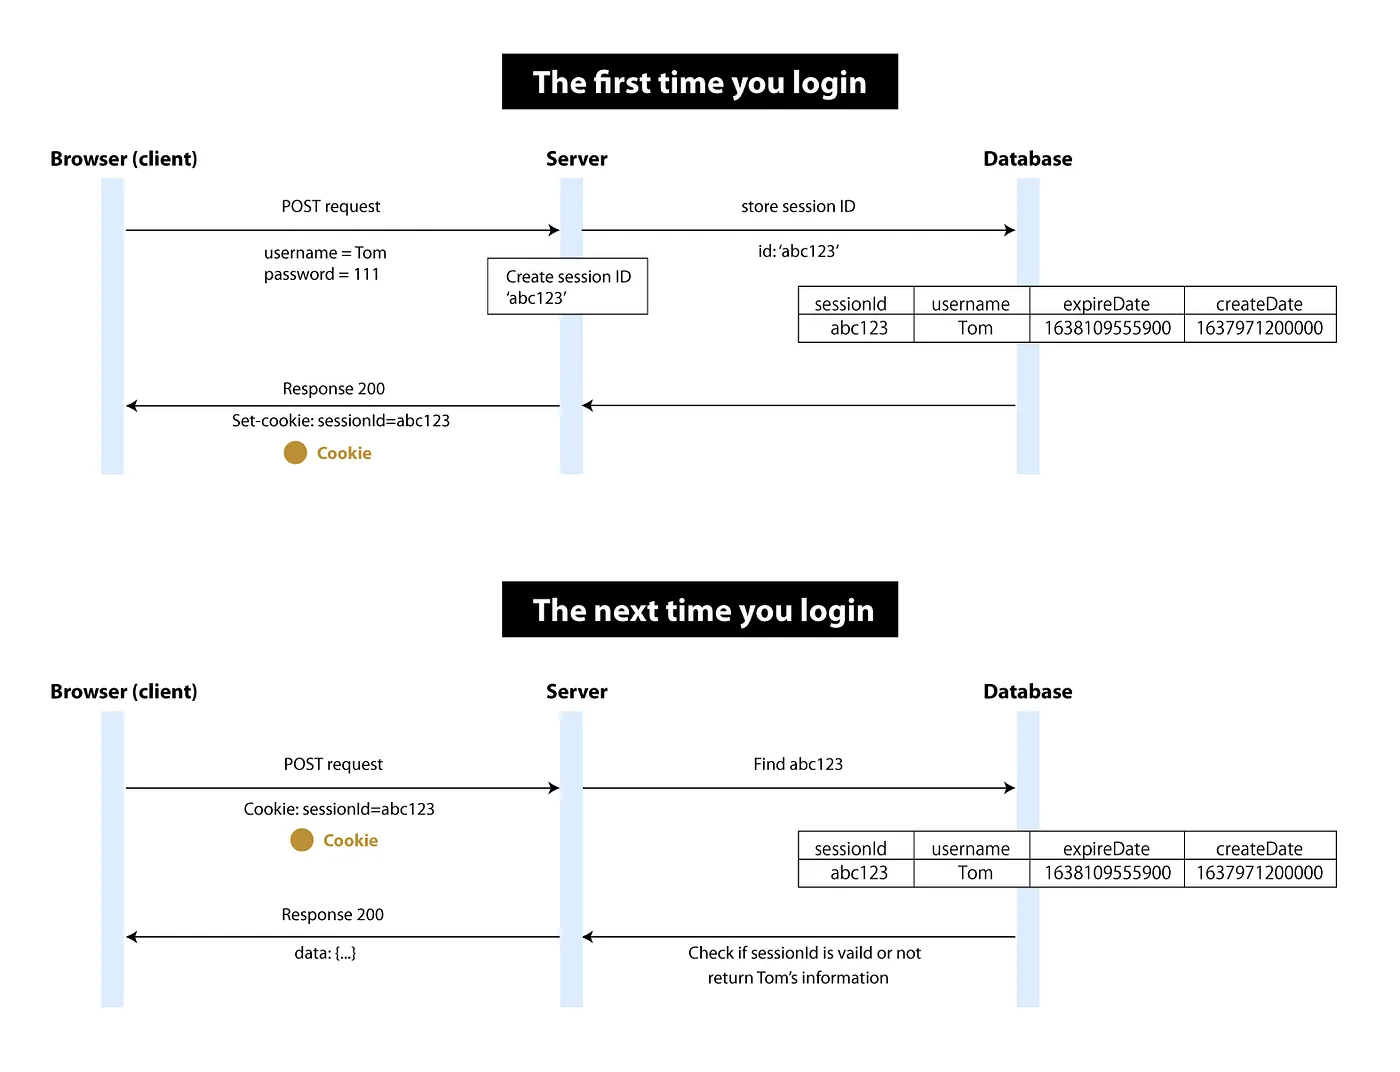 The first time you login
Browser (client)
Server
Database
POST request
store session ID
username = Tom
password = 111
id: ‘abc123’
Create session ID
‘abc123’
sessionId username expireDate createDate
abc123 Tom 1638109555900 1637971200000
Response 200
Set-cookie: sessionId=abc123
Cookie
The next time you login
Browser (client)
Server
Database
POST request
Find abc123
Cookie: sessionId=abc123
Cookie
sessionId username expireDate createDate
abc123 Tom 1638109555900 1637971200000
Response 200
data: {...}
Check if sessionId is vaild or not
return Tom’s information